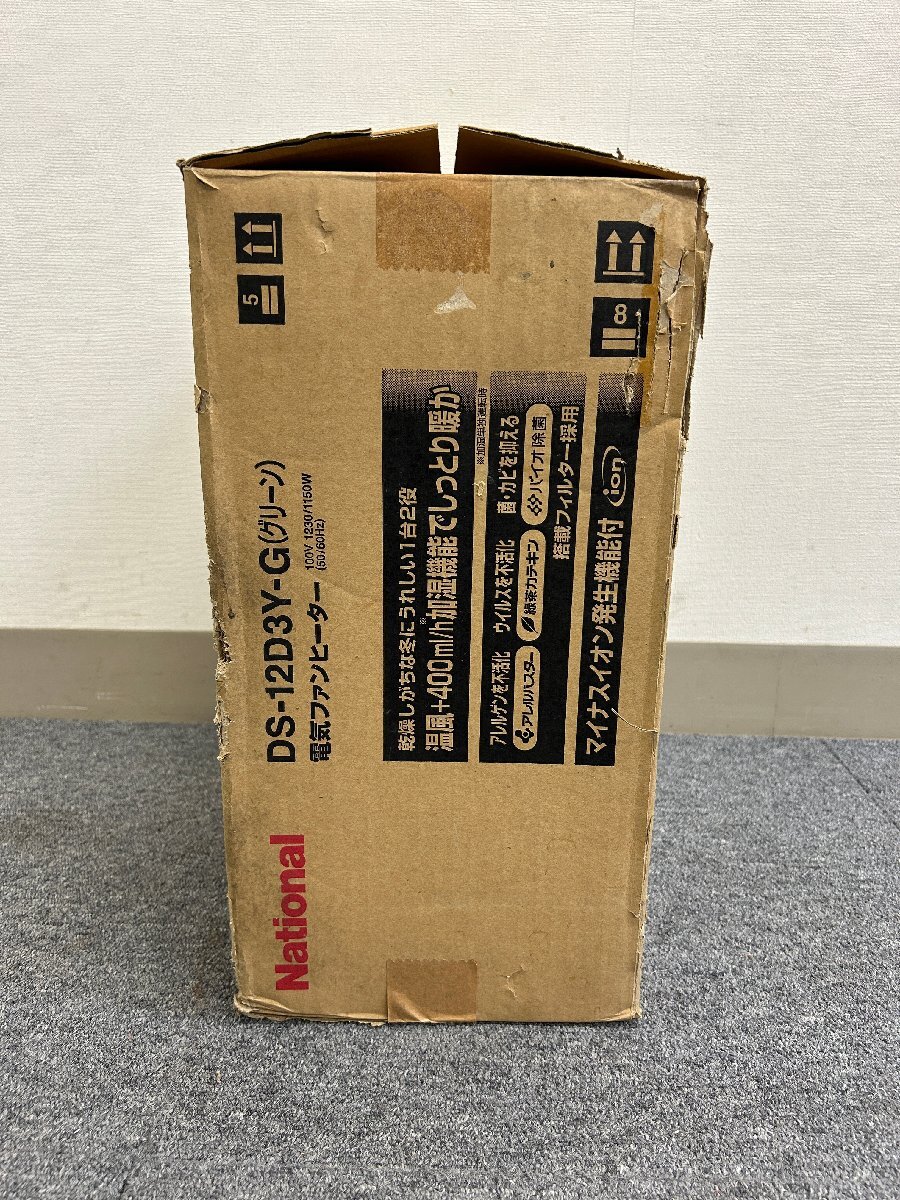 National
DS-12D3Y-G(グリーン)
電気ファンヒーター
100V 1230/1150W
(50/60Hz)
5
8
乾燥しがちな冬にうれしい1台2役
温風+400ml/h※加湿機能でしっとり暖か
※加湿単独運転時
アレルゲンを不活化 ウイルスを不活化 菌・カビを抑える
アレルバスター 緑茶カテキン バイオ除菌
搭載フィルター採用
マイナスイオン発生機能付 ion